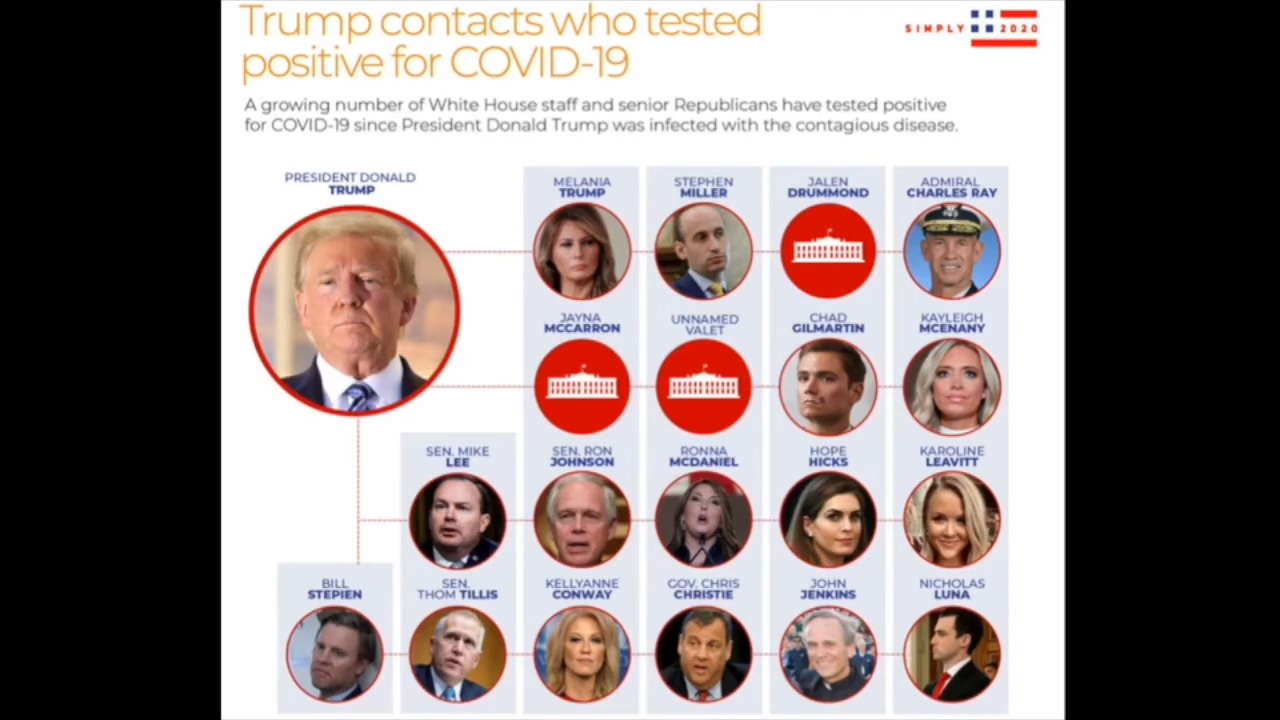 Trump contacts who tested
positive for COVID-19
SIMPLY 2020
A growing number of White House staff and senior Republicans have tested positive
for COVID-19 since President Donald Trump was infected with the contagious disease.
PRESIDENT DONALD
TRUMP
MELANIA
TRUMP
STEPHEN
MILLER
JALEN
DRUMMOND
ADMIRAL
CHARLES RAY
JAYNA
MCCARRON
UNNAMED
VALET
CHAD
GILMARTIN
KAYLEIGH
MCENANY
SEN. MIKE
LEE
SEN. RON
JOHNSON
RONNA
MCDANIEL
HOPE
HICKS
KAROLINE
LEAVITT
BILL
STEPIEN
SEN.
THOM TILLIS
KELLYANNE
CONWAY
GOV. CHRIS
CHRISTIE
JOHN
JENKINS
NICHOLAS
LUNA